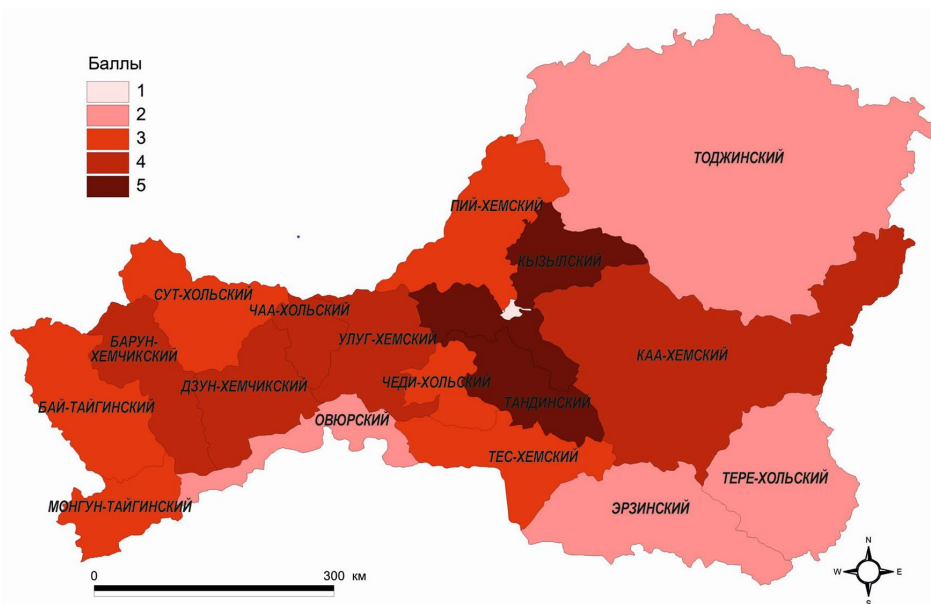 Баллы
1
2
3
4
5
ТОДЖИНСКИЙ
ПИЙ-ХЕМСКИЙ
КЫЗЫЛСКИЙ
СУТ-ХОЛЬСКИЙ
ЧАА-ХОЛЬСКИЙ
БАРУН-
ХЕМЧИКСКИЙ
УЛУГ-ХЕМСКИЙ
КАА-ХЕМСКИЙ
ДЗУН-ХЕМЧИКСКИЙ
ЧЕДИ-ХОЛЬСКИЙ
БАЙ-ТАЙГИНСКИЙ
ТАНДИНСКИЙ
ОВЮРСКИЙ
ТЕС-ХЕМСКИЙ
ТЕРЕ-ХОЛЬСКИЙ
МОНГУН-ТАЙГИНСКИЙ
ЭРЗИНСКИЙ
0 300 км
N
W E
S